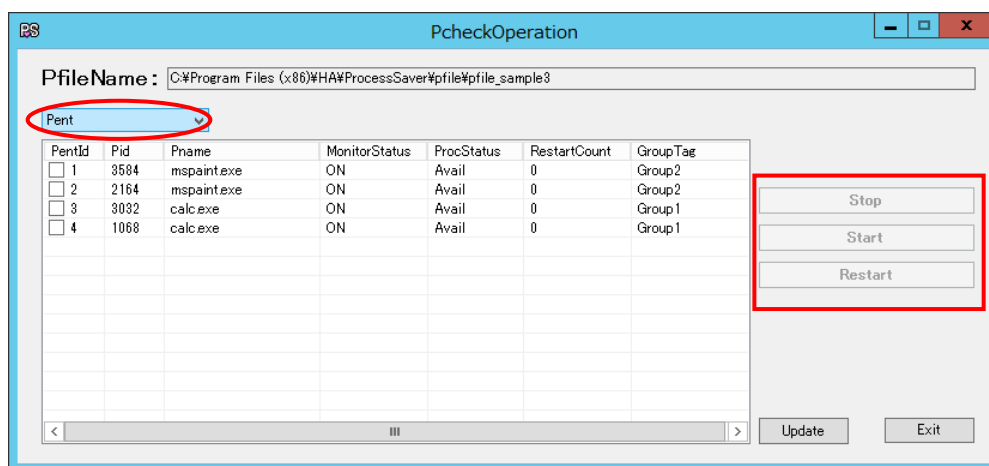 PS PcheckOperation
PfileName: C:¥Program Files (x86)¥HA¥ProcessSaver¥pfile¥pfile_sample3
Pent
PentId Pid Pname MonitorStatus ProcStatus RestartCount GroupTag
1 3584 mspaint.exe ON Avail 0 Group2
2 2164 mspaint.exe ON Avail 0 Group2
3 3032 calc.exe ON Avail 0 Group1
4 1068 calc.exe ON Avail 0 Group1
Stop
Start
Restart
Update Exit